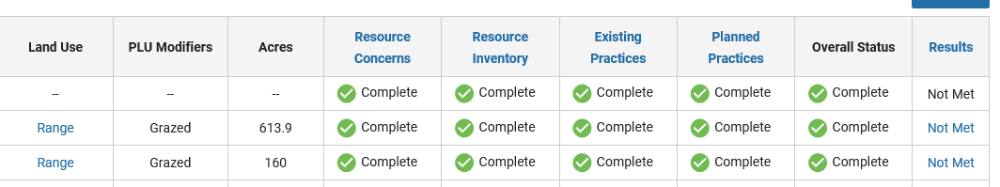 Land Use PLU Modifiers Acres Resource Concerns Resource Inventory Existing Practices Planned Practices Overall Status Results
-- -- -- Complete Complete Complete Complete Complete Not Met
Range Grazed 613.9 Complete Complete Complete Complete Complete Not Met
Range Grazed 160 Complete Complete Complete Complete Complete Not Met